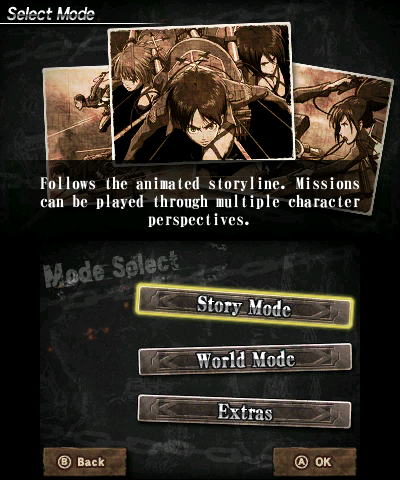 Select Mode
Follows the animated storyline. Missions
can be played through multiple character
perspectives.
Mode Select
Story Mode
World Mode
Extras
B Back
A OK